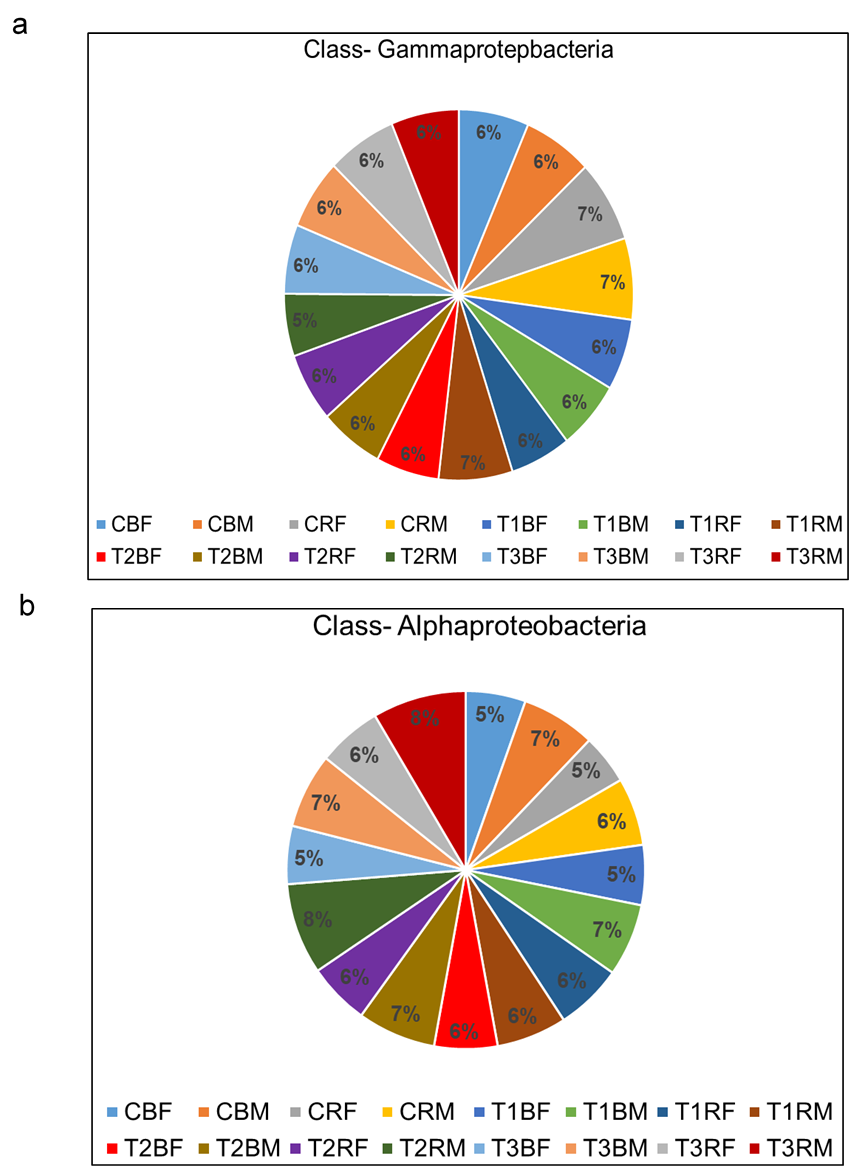 a
Class- Gammaprotepbacteria
6% 6%
6% 6%
6% 7%
6% 7%
5% 6%
6% 6%
6% 6%
6% 7%
CBF CBM CRF CRM T1BF T1BM T1RF T1RM
T2BF T2BM T2RF T2RM T3BF T3BM T3RF T3RM
b
Class- Alphaproteobacteria
8% 5%
6% 7%
7% 5%
5% 6%
8% 5%
6% 7%
7% 6%
6% 6%
CBF CBM CRF CRM T1BF T1BM T1RF T1RM
T2BF T2BM T2RF T2RM T3BF T3BM T3RF T3RM